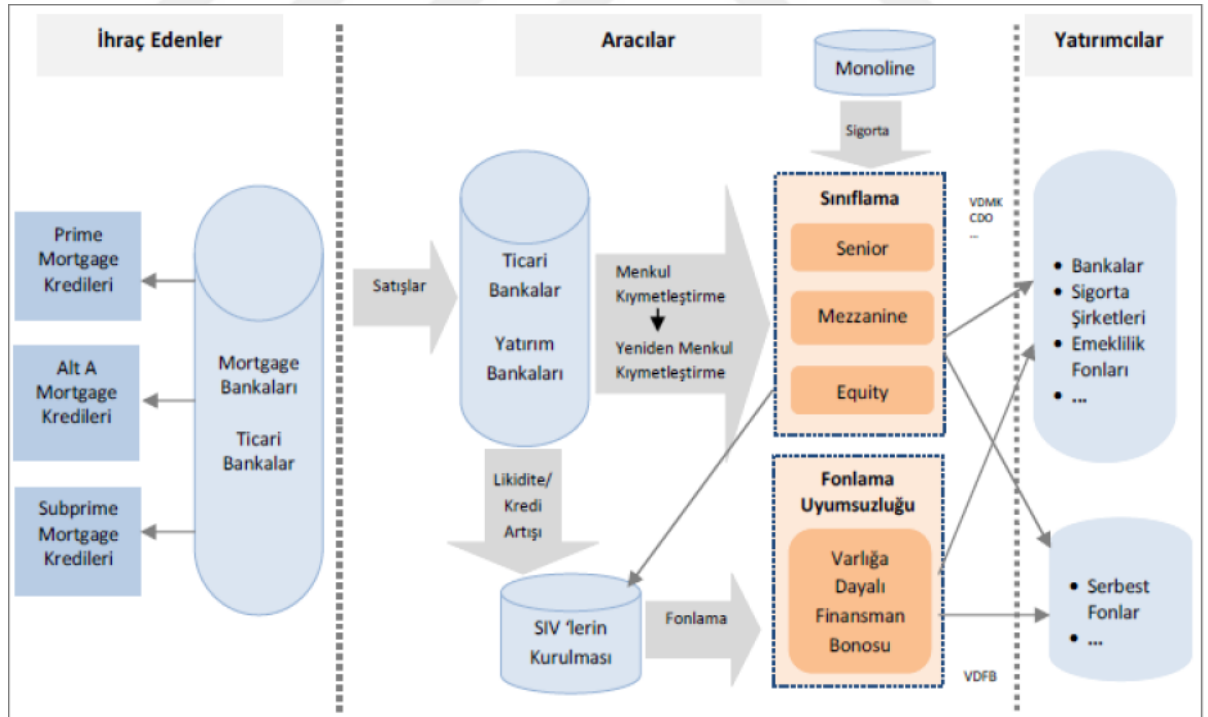 İhraç Edenler
Aracılar
Yatırımcılar
Monoline
Sigorta
Prime
Mortgage
Kredileri
Alt A
Mortgage
Kredileri
Subprime
Mortgage
Kredileri
Mortgage
Bankaları
Ticari
Bankalar
Satışlar
Ticari
Bankalar
Yatırım
Bankaları
Menkul
Kıymetleştirme
Yeniden Menkul
Kıymetleştirme
Likidite/
Kredi
Artışı
SIV ‘lerin
Kurulması
Fonlama
Sınıflama
Senior
Mezzanine
Equity
Fonlama
Uyumsuzluğu
Varlığa
Dayalı
Finansman
Bonosu
VDMK
CDO
...
VDFB
• Bankalar
• Sigorta
Şirketleri
• Emeklilik
Fonları
• ...
• Serbest
Fonlar
• ...